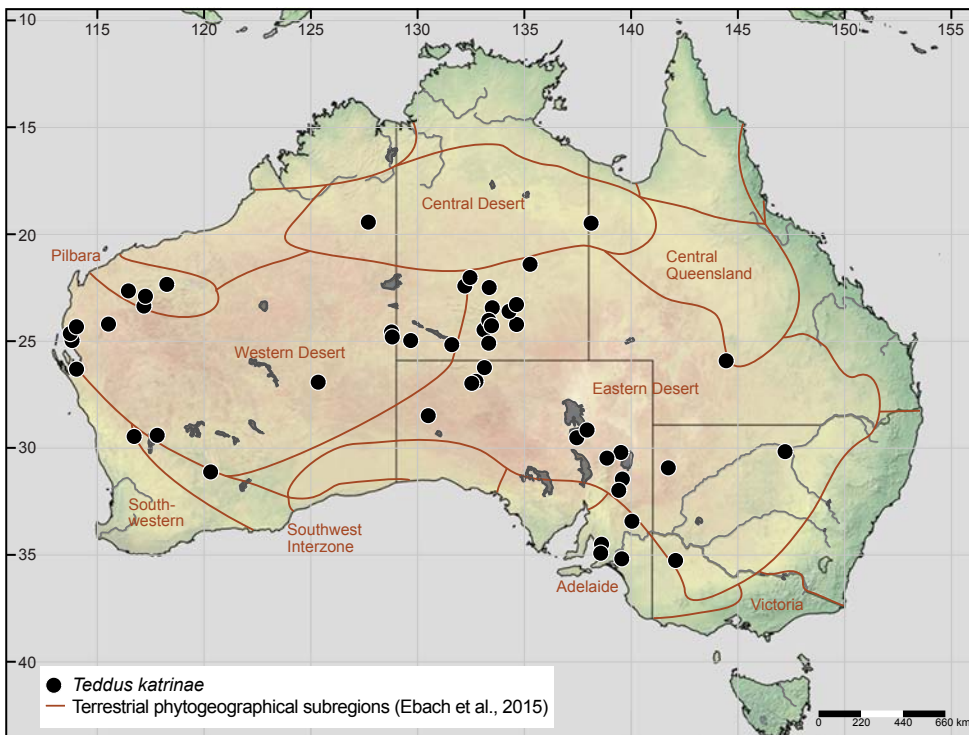 -10
115 120 125 130 135 140 145 150 155
-15
-20
-25
-30
-35
-40
Central Desert
Pilbara
Central
Queensland
Western Desert
Eastern Desert
South-
western
Southwest
Interzone
Adelaide
Victoria
Teddus katrinae
Terrestrial phytogeographical subregions (Ebach et al., 2015)
0 220 440 660 km